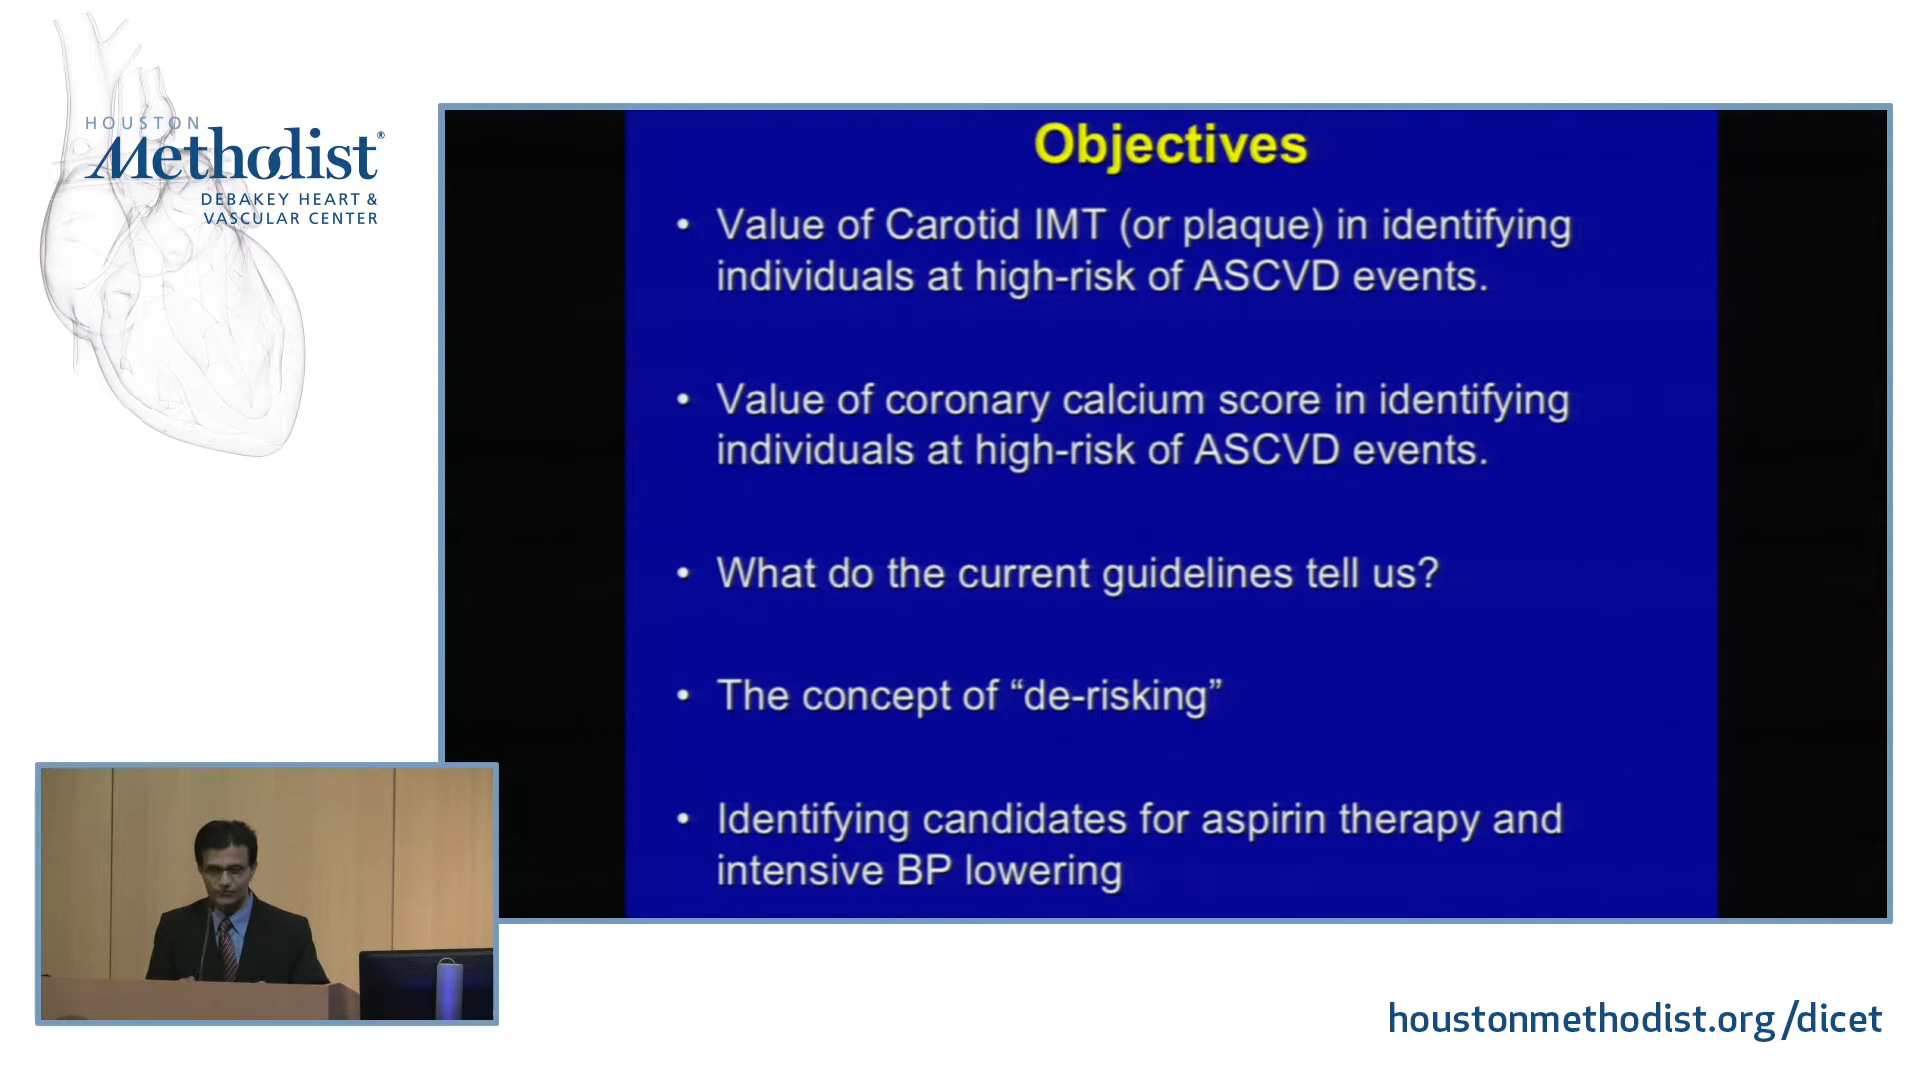 HOUSTON
Methodist®
DEBAKEY HEART &
VASCULAR CENTER
Objectives
• Value of Carotid IMT (or plaque) in identifying
individuals at high-risk of ASCVD events.
• Value of coronary calcium score in identifying
individuals at high-risk of ASCVD events.
• What do the current guidelines tell us?
• The concept of “de-risking”
• Identifying candidates for aspirin therapy and
intensive BP lowering
houstonmethodist.org/dicet